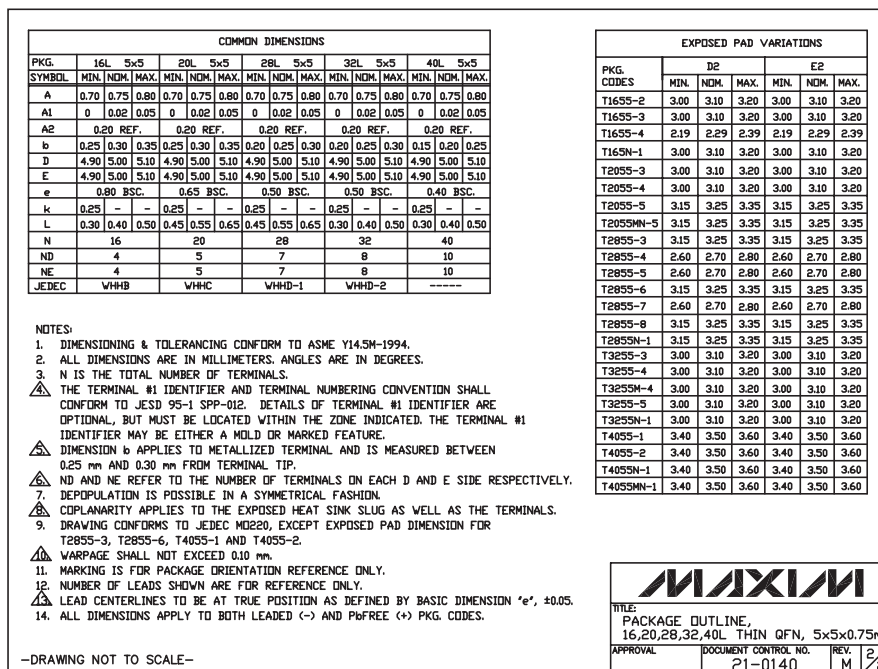 COMMON DIMENSIONS
PKG. 16L 5x5 20L 5x5 28L 5x5 32L 5x5 40L 5x5
SYMBOL MIN. NOM. MAX. MIN. NOM. MAX. MIN. NOM. MAX. MIN. NOM. MAX. MIN. NOM. MAX.
A 0.70 0.75 0.80 0.70 0.75 0.80 0.70 0.75 0.80 0.70 0.75 0.80 0.70 0.75 0.80
A1 0 0.02 0.05 0 0.02 0.05 0 0.02 0.05 0 0.02 0.05 0 0.02 0.05
A2 0.20 REF. 0.20 REF. 0.20 REF. 0.20 REF. 0.20 REF.
b 0.25 0.30 0.35 0.25 0.30 0.35 0.20 0.25 0.30 0.20 0.25 0.30 0.15 0.20 0.25
D 4.90 5.00 5.10 4.90 5.00 5.10 4.90 5.00 5.10 4.90 5.00 5.10 4.90 5.00 5.10
E 4.90 5.00 5.10 4.90 5.00 5.10 4.90 5.00 5.10 4.90 5.00 5.10 4.90 5.00 5.10
e 0.80 BSC. 0.65 BSC. 0.50 BSC. 0.50 BSC. 0.40 BSC.
k 0.25 - - 0.25 - - 0.25 - - 0.25 - - 0.25 - -
L 0.30 0.40 0.50 0.45 0.55 0.65 0.45 0.55 0.65 0.30 0.40 0.50 0.30 0.40 0.50
N 16 20 28 32 40
ND 4 5 7 8 10
NE 4 5 7 8 10
JEDEC WHHB WHHC WHHD-1 WHHD-2 -----
NOTES:
1. DIMENSIONING & TOLERANCING CONFORM TO ASME Y14.5M-1994.
2. ALL DIMENSIONS ARE IN MILLIMETERS. ANGLES ARE IN DEGREES.
3. N IS THE TOTAL NUMBER OF TERMINALS.
4. THE TERMINAL #1 IDENTIFIER AND TERMINAL NUMBERING CONVENTION SHALL
CONFORM TO JESD 95-1 SPP-012. DETAILS OF TERMINAL #1 IDENTIFIER ARE
OPTIONAL, BUT MUST BE LOCATED WITHIN THE ZONE INDICATED. THE TERMINAL #1
IDENTIFIER MAY BE EITHER A MOLD OR MARKED FEATURE.
5. DIMENSION b APPLIES TO METALLIZED TERMINAL AND IS MEASURED BETWEEN
0.25 mm AND 0.30 mm FROM TERMINAL TIP.
6. ND AND NE REFER TO THE NUMBER OF TERMINALS ON EACH D AND E SIDE RESPECTIVELY.
7. DEPOPULATION IS POSSIBLE IN A SYMMETRICAL FASHION.
8. COPLANARITY APPLIES TO THE EXPOSED HEAT SINK SLUG AS WELL AS THE TERMINALS.
9. DRAWING CONFORMS TO JEDEC MO220, EXCEPT EXPOSED PAD DIMENSION FOR
T2855-3, T2855-6, T4055-1 AND T4055-2.
10. WARPAGE SHALL NOT EXCEED 0.10 mm.
11. MARKING IS FOR PACKAGE ORIENTATION REFERENCE ONLY.
12. NUMBER OF LEADS SHOWN ARE FOR REFERENCE ONLY.
13. LEAD CENTERLINES TO BE AT TRUE POSITION AS DEFINED BY BASIC DIMENSION "e", ±0.05.
14. ALL DIMENSIONS APPLY TO BOTH LEADED (-) AND PbFREE (+) PKG. CODES.
-DRAWING NOT TO SCALE-
EXPOSED PAD VARIATIONS
PKG. CODES D2 E2
MIN. NOM. MAX. MIN. NOM. MAX.
T1655-2 3.00 3.10 3.20 3.00 3.10 3.20
T1655-3 3.00 3.10 3.20 3.00 3.10 3.20
T1655-4 2.19 2.29 2.39 2.19 2.29 2.39
T165N-1 3.00 3.10 3.20 3.00 3.10 3.20
T2055-3 3.00 3.10 3.20 3.00 3.10 3.20
T2055-4 3.00 3.10 3.20 3.00 3.10 3.20
T2055-5 3.15 3.25 3.35 3.15 3.25 3.35
T2055MN-5 3.15 3.25 3.35 3.15 3.25 3.35
T2855-3 3.15 3.25 3.35 3.15 3.25 3.35
T2855-4 2.60 2.70 2.80 2.60 2.70 2.80
T2855-5 2.60 2.70 2.80 2.60 2.70 2.80
T2855-6 3.15 3.25 3.35 3.15 3.25 3.35
T2855-7 2.60 2.70 2.80 2.60 2.70 2.80
T2855-8 3.15 3.25 3.35 3.15 3.25 3.35
T2855N-1 3.15 3.25 3.35 3.15 3.25 3.35
T3255-3 3.00 3.10 3.20 3.00 3.10 3.20
T3255-4 3.00 3.10 3.20 3.00 3.10 3.20
T3255M-4 3.00 3.10 3.20 3.00 3.10 3.20
T3255-5 3.00 3.10 3.20 3.00 3.10 3.20
T3255N-1 3.00 3.10 3.20 3.00 3.10 3.20
T4055-1 3.40 3.50 3.60 3.40 3.50 3.60
T4055-2 3.40 3.50 3.60 3.40 3.50 3.60
T4055N-1 3.40 3.50 3.60 3.40 3.50 3.60
T4055MN-1 3.40 3.50 3.60 3.40 3.50 3.60
MAXIM
TITLE:
PACKAGE OUTLINE,
16,20,28,32,40L THIN QFN, 5x5x0.75
APPROVAL DOCUMENT CONTROL NO. REV.
21-0140 M 2